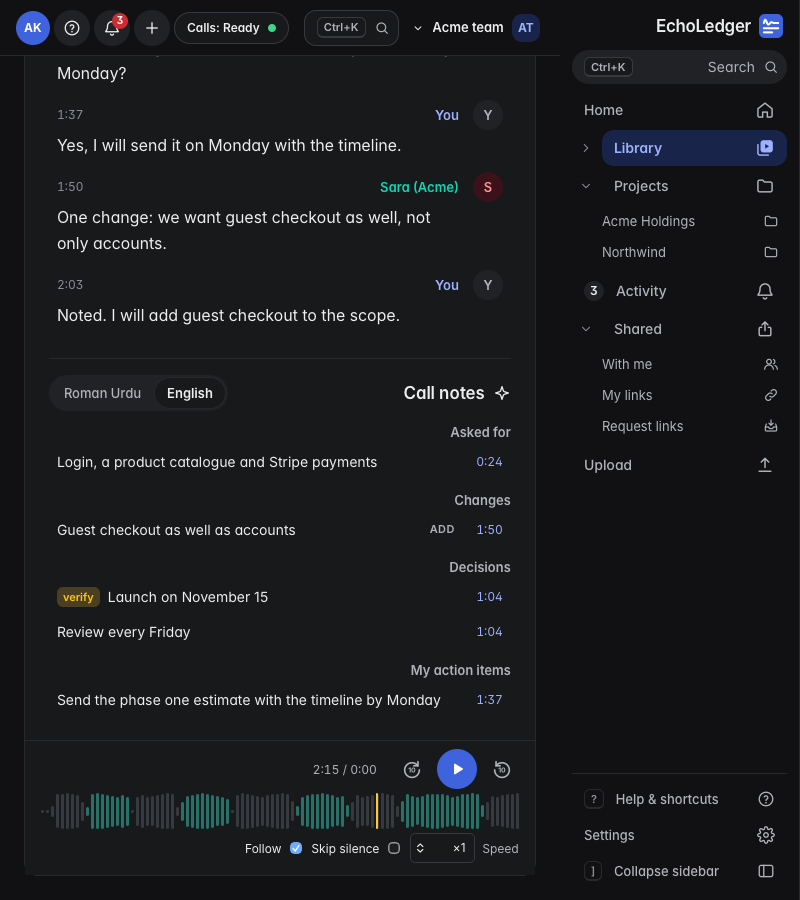 AK
3
Calls: Ready
Ctrl+K
Acme team
AT
EchoLedger
Ctrl+K
Search
Home
Library
Projects
Acme Holdings
Northwind
3
Activity
Shared
With me
My links
Request links
Upload
?
Help & shortcuts
Settings
]
Collapse sidebar
Monday?
1:37
You
Y
Yes, I will send it on Monday with the timeline.
1:50
Sara (Acme)
S
One change: we want guest checkout as well, not
only accounts.
2:03
You
Y
Noted. I will add guest checkout to the scope.
Roman Urdu
English
Call notes
Asked for
Login, a product catalogue and Stripe payments
0:24
Changes
Guest checkout as well as accounts
ADD
1:50
Decisions
verify
Launch on November 15
1:04
Review every Friday
1:04
My action items
Send the phase one estimate with the timeline by Monday
1:37
2:15 / 0:00
10
10
Follow
Skip silence
×1
Speed